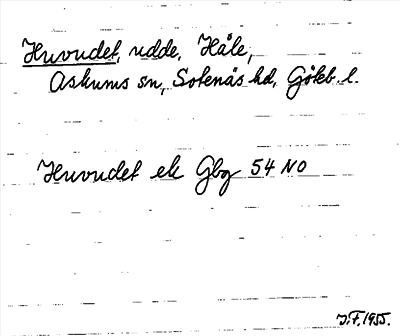 Huvudet, udde, Håle,
Askums sn, Sotenäs hd, Göteb. l.
Huvudet ek Gbg 54 NO
J.F. 1955.